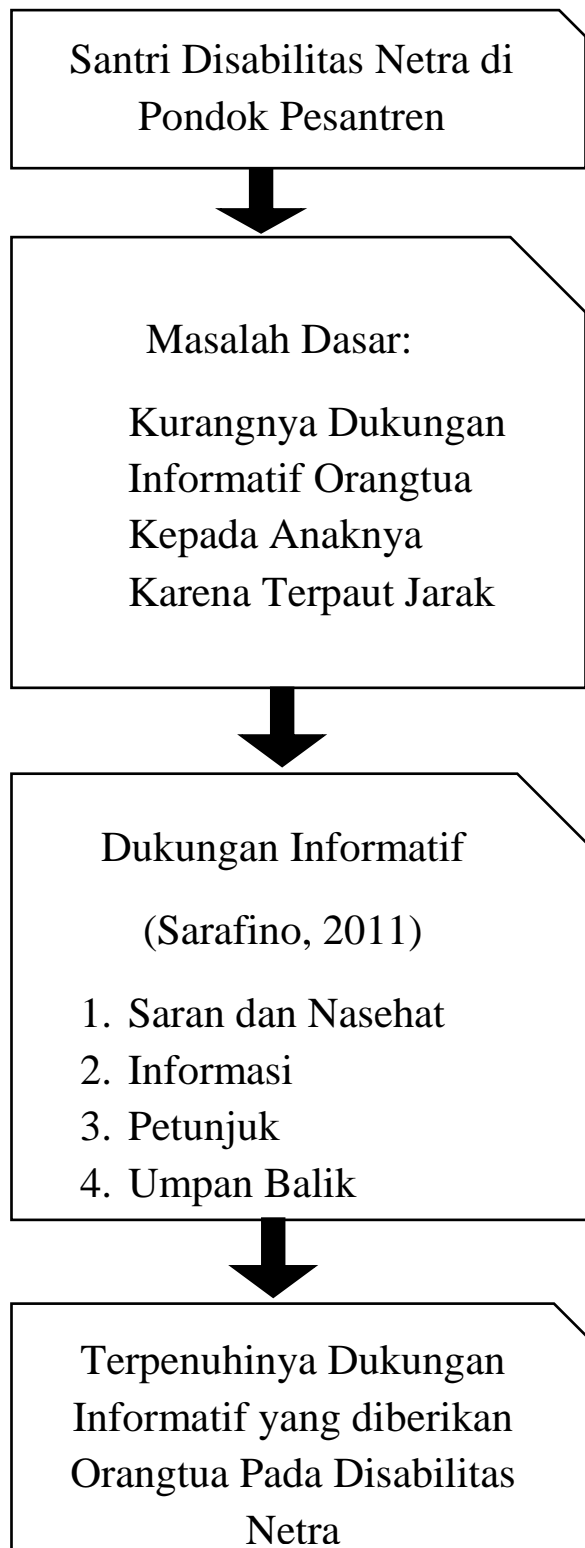 Santri Disabilitas Netra di
Pondok Pesantren
Masalah Dasar:
Kurangnya Dukungan
Informatif Orangtua
Kepada Anaknya
Karena Terpaut Jarak
Dukungan Informatif
(Sarafino, 2011)
1. Saran dan Nasehat
2. Informasi
3. Petunjuk
4. Umpan Balik
Terpenuhinya Dukungan
Informatif yang diberikan
Orangtua Pada Disabilitas
Netra